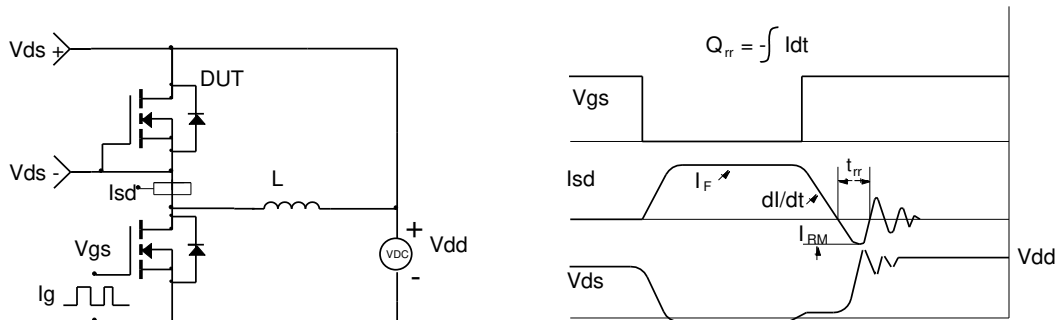 Vds +
DUT
Vds -
Isd
L
Vgs
+
VDC
Vdd
-
Ig
Qrr = -∫ Idt
Vgs
Isd
IF
dI/dt
trr
IRM
Vds
Vdd